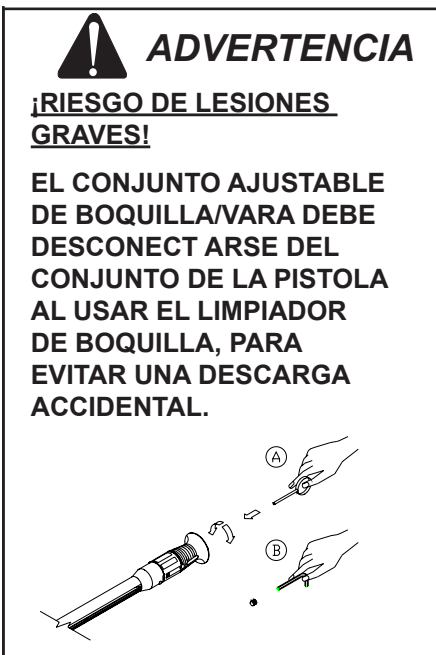 ADVERTENCIA
¡RIESGO DE LESIONES
GRAVES!
EL CONJUNTO AJUSTABLE
DE BOQUILLA/VARA DEBE
DESCONECT ARSE DEL
CONJUNTO DE LA PISTOLA
AL USAR EL LIMPIADOR
DE BOQUILLA, PARA
EVITAR UNA DESCARGA
ACCIDENTAL.
A
B